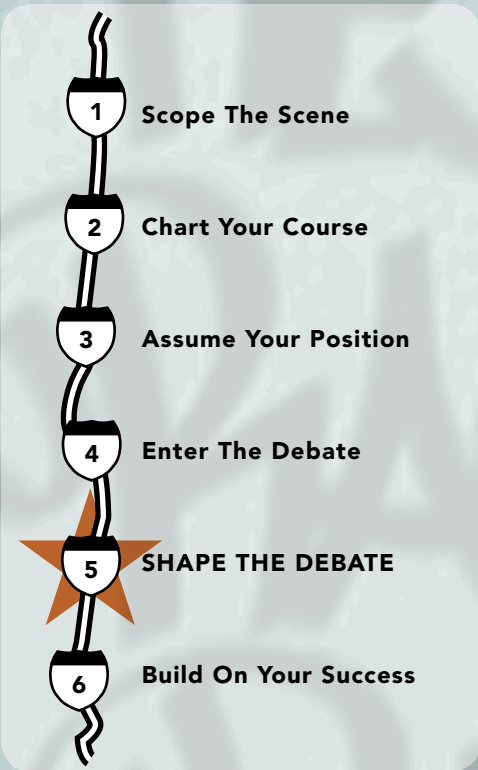 1 Scope The Scene
2 Chart Your Course
3 Assume Your Position
4 Enter The Debate
5 SHAPE THE DEBATE
6 Build On Your Success